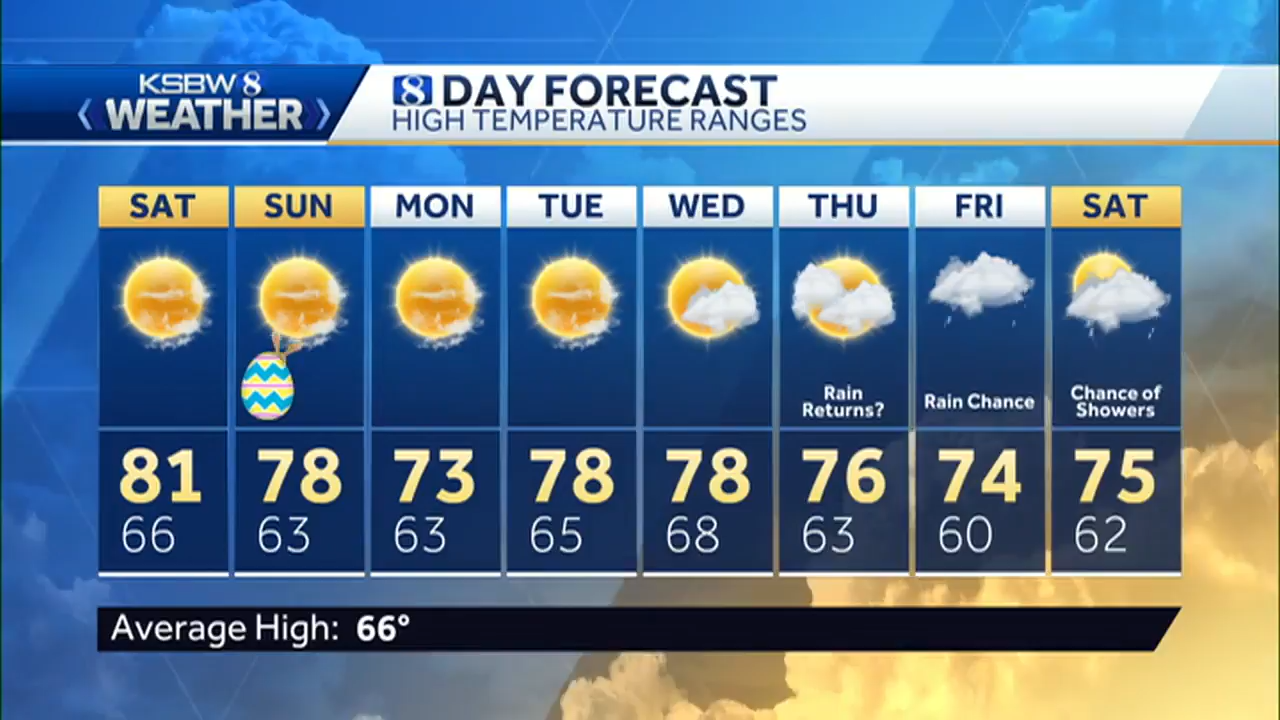 KSBW 8
WEATHER
8 DAY FORECAST
HIGH TEMPERATURE RANGES
SAT SUN MON TUE WED THU FRI SAT
Rain
Returns?
Rain Chance
Chance of
Showers
81 78 73 78 78 76 74 75
66 63 63 65 68 63 60 62
Average High: 66°